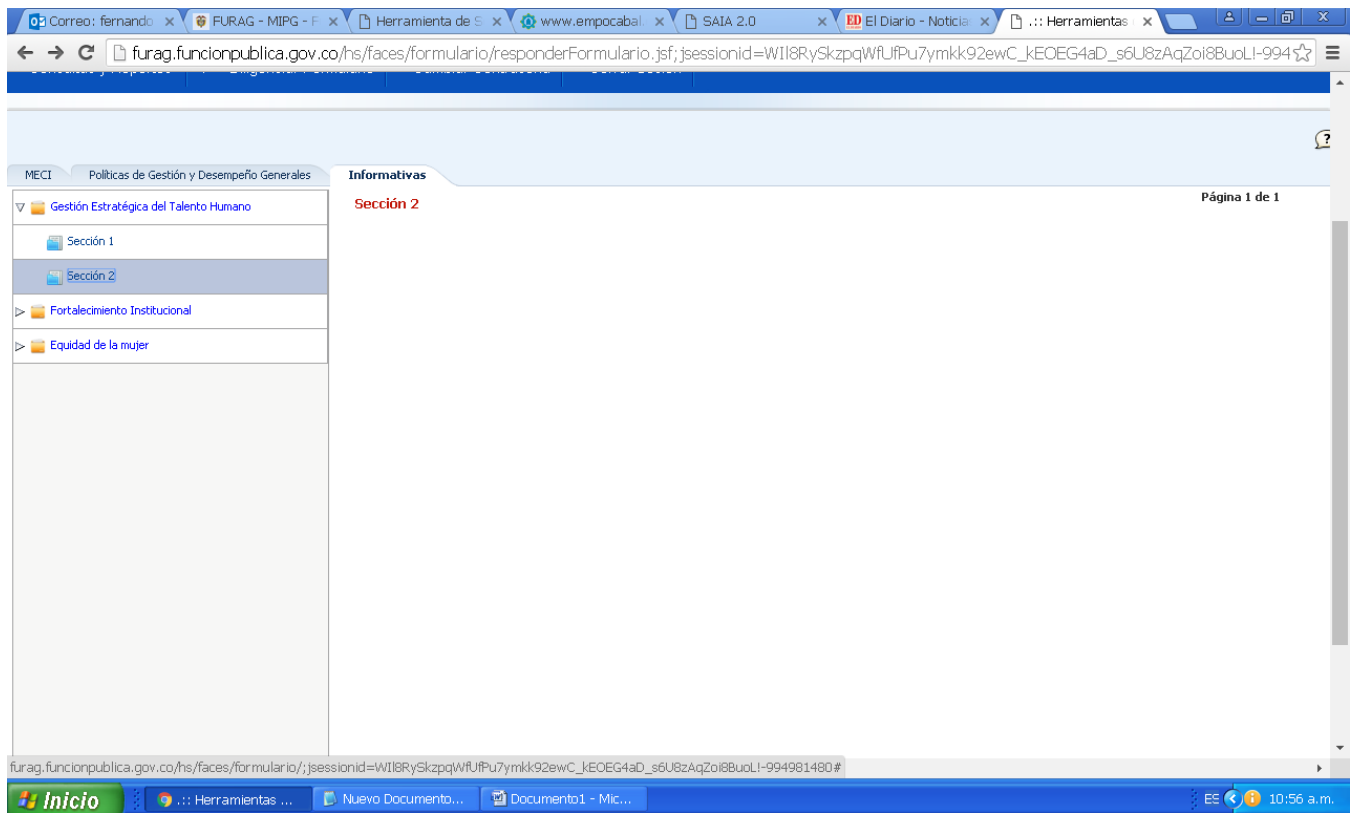 Correo: fernando
FURAG - MIPG - F
Herramienta de S
www.empocabal.
SAIA 2.0
ED El Diario - Noticia
.:: Herramientas
furag.funcionpublica.gov.co/hs/faces/formulario/responderFormulario.jsf;jsessionid=WIl8RySkzpqWfUfPu7ymkk92ewC_kEOEG4aD_s6U8zAqZoi8BuoL!-994
MECI
Políticas de Gestión y Desempeño Generales
Informativas
Gestión Estratégica del Talento Humano
Sección 2
Página 1 de 1
Sección 1
Sección 2
Fortalecimiento Institucional
Equidad de la mujer
furag.funcionpublica.gov.co/hs/faces/formulario/;jsessionid=WIl8RySkzpqWfUfPu7ymkk92ewC_kEOEG4aD_s6U8zAqZoi8BuoL!-994981480#
Inicio
.:: Herramientas ...
Nuevo Documento...
Documento1 - Mic...
ES
10:56 a.m.